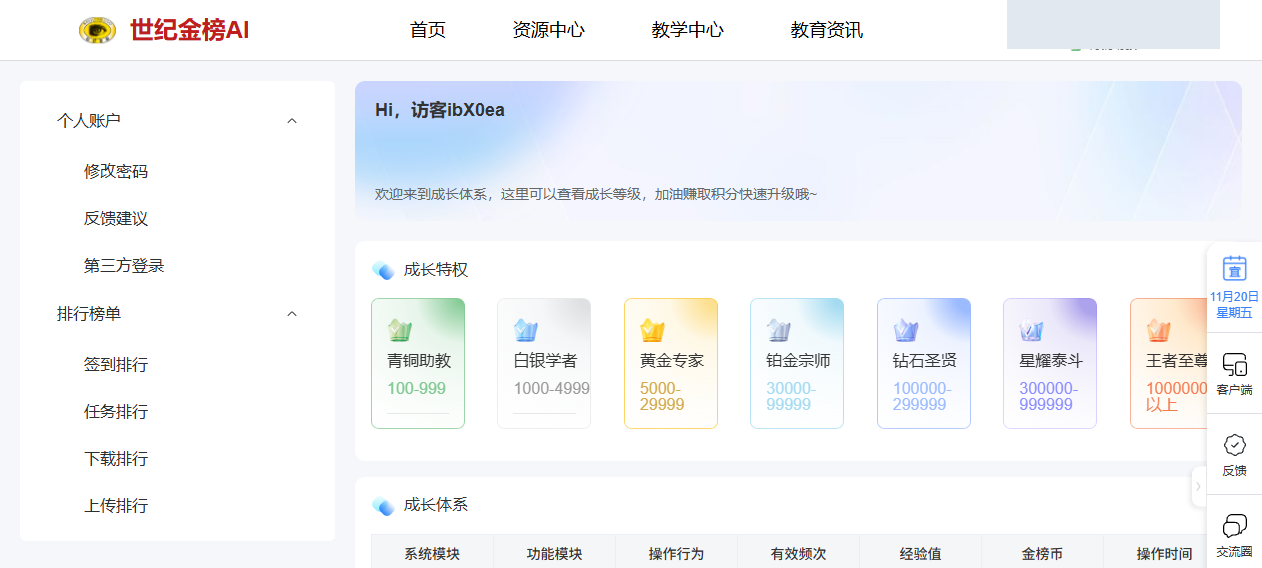 世纪金榜AI
首页
资源中心
教学中心
教育资讯
个人账户
修改密码
反馈建议
第三方登录
排行榜单
签到排行
任务排行
下载排行
上传排行
Hi，访客ibX0ea
欢迎来到成长体系，这里可以查看成长等级，加油赚取积分快速升级哦~
成长特权
青铜助教
100-999
白银学者
1000-4999
黄金专家
5000-
29999
铂金宗师
30000-
99999
钻石圣贤
100000-
299999
星耀泰斗
300000-
999999
王者至尊
1000000
以上
成长体系
系统模块
功能模块
操作行为
有效频次
经验值
金榜币
操作时间
宜
11月20日
星期五
客户端
反馈
交流圈